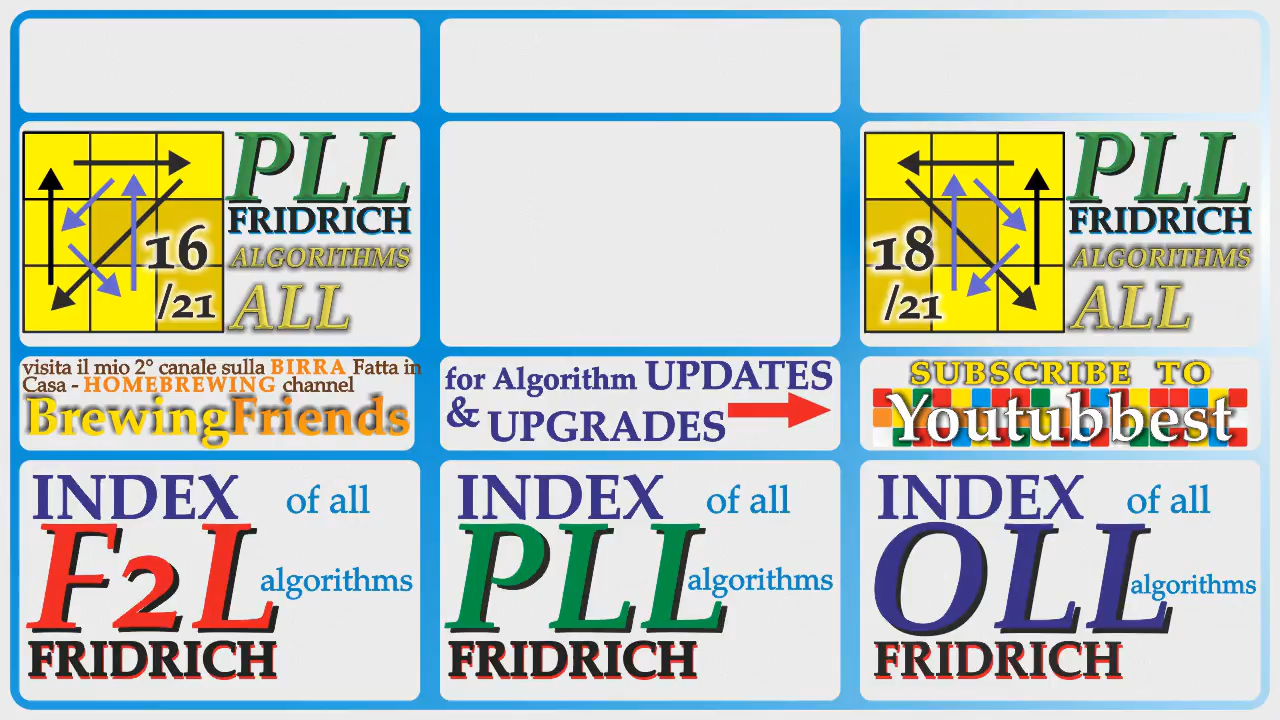 PLL
FRIDRICH
ALGORITHMS
ALL
16
/21
PLL
FRIDRICH
ALGORITHMS
ALL
18
/21
visita il mio 2° canale sulla BIRRA Fatta in
Casa - HOMEBREWING channel
BrewingFriends
for Algorithm UPDATES
& UPGRADES
SUBSCRIBE TO
Youtubbest
INDEX of all
F2L algorithms
FRIDRICH
INDEX of all
PLL algorithms
FRIDRICH
INDEX of all
OLL algorithms
FRIDRICH